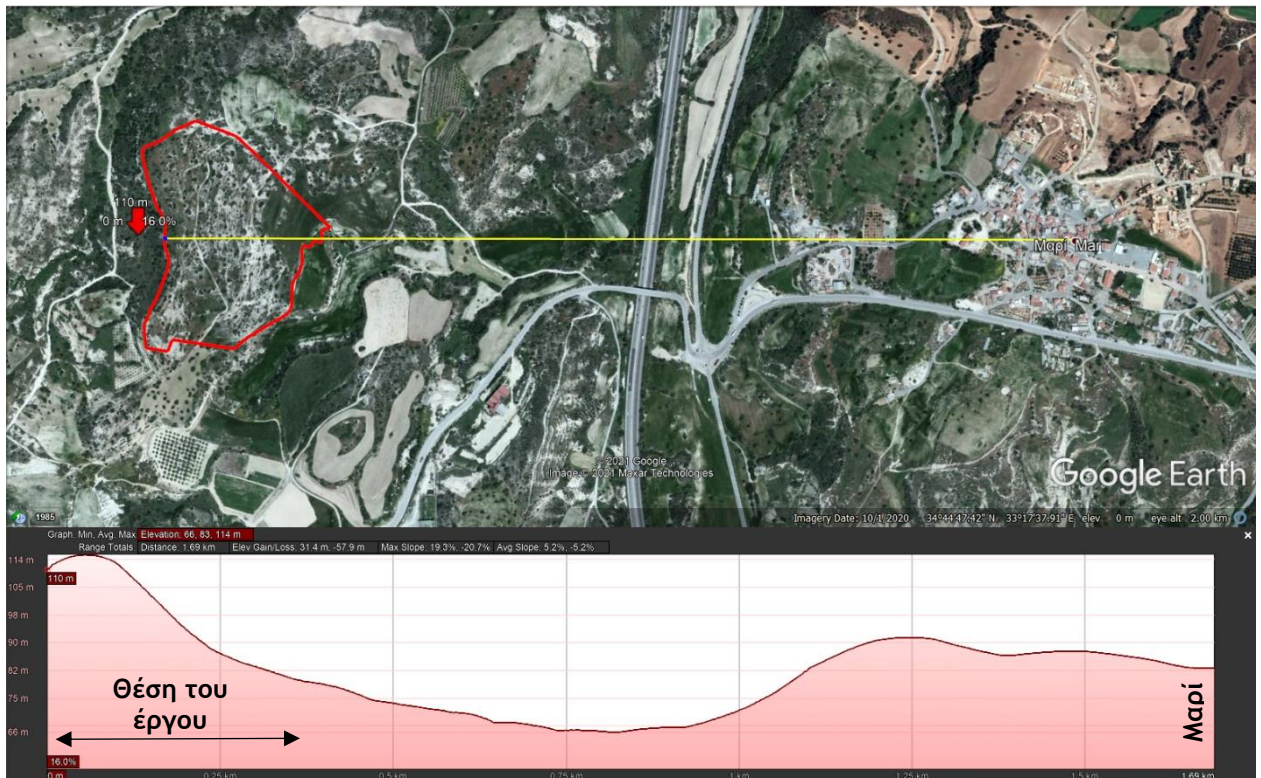 110 m
0 m 16.0%
Μαρί Mari
© 2021 Google
Image © 2021 Maxar Technologies
Google Earth
1985
Imagery Date: 10/1/2020 34°44'47.42" N 33°17'37.91" E elev 0 m eye alt 2.00 km
Graph: Min, Avg, Max Elevation: 66, 83, 114 m
Range Totals: Distance: 1.69 km Elev Gain/Loss: 31.4 m, -57.9 m Max Slope: 19.3%, -20.7% Avg Slope: 5.2%, -5.2%
114 m
110 m
105 m
98 m
90 m
82 m
75 m
66 m
Θέση του
έργου
Μαρί
16.0%
0 m 0.25 km 0.5 km 0.75 km 1 km 1.25 km 1.5 km 1.69 km